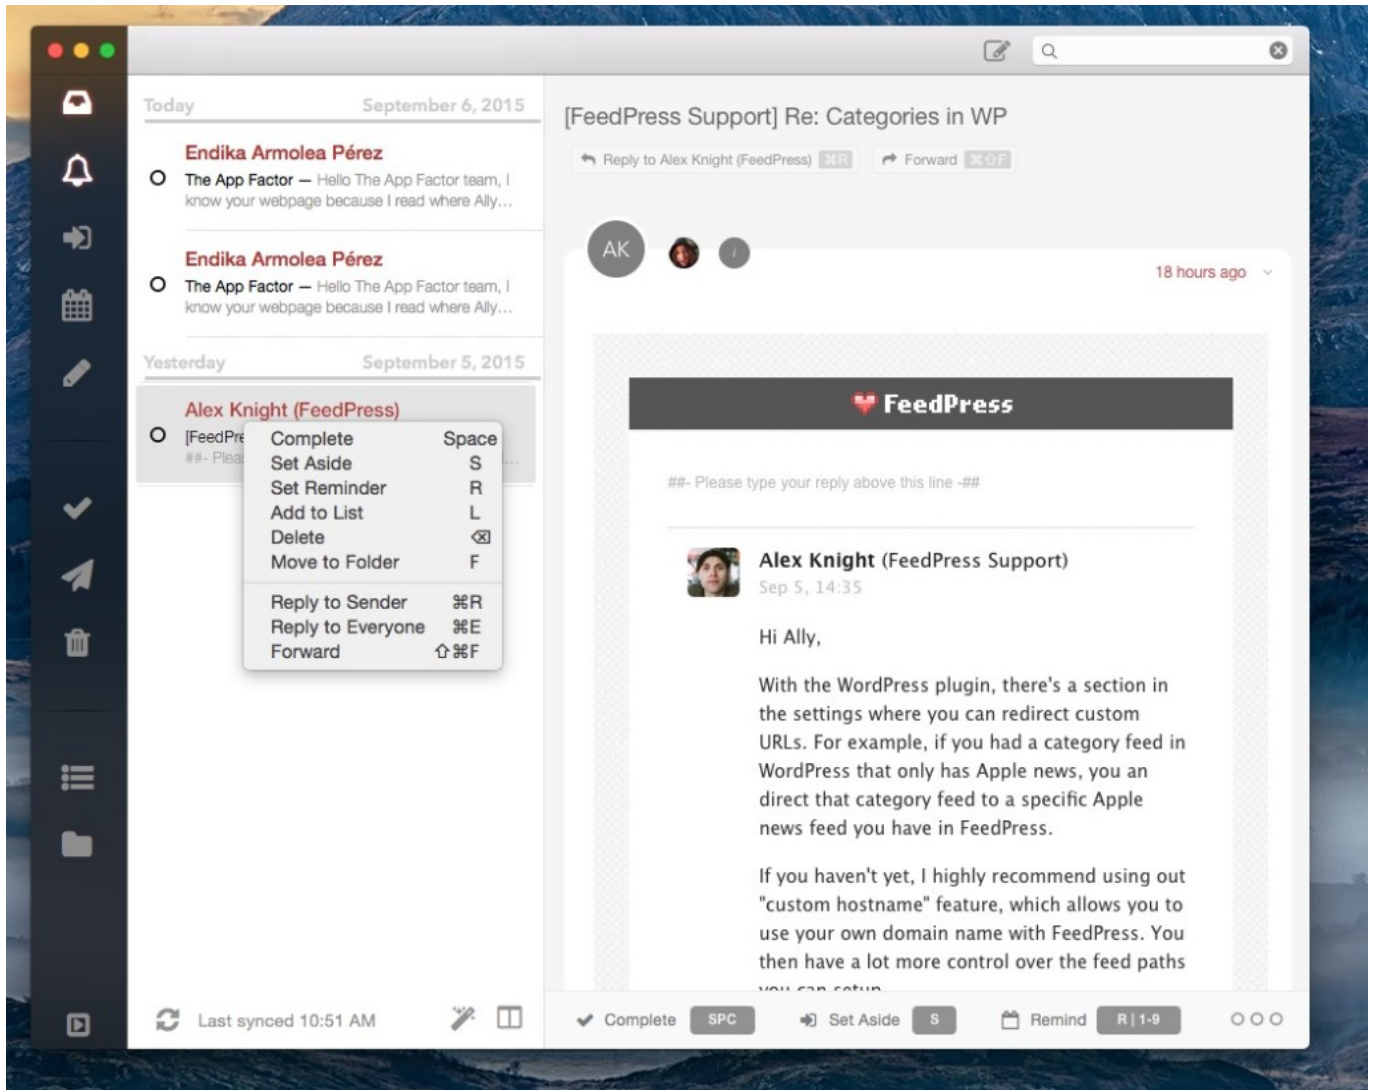 Today September 6, 2015
Endika Armolea Pérez
The App Factor — Hello The App Factor team, I
know your webpage because I read where Ally...
Endika Armolea Pérez
The App Factor — Hello The App Factor team, I
know your webpage because I read where Ally...
Yesterday September 5, 2015
Alex Knight (FeedPress)
[FeedPre
##- Plea
...
Complete Space
Set Aside S
Set Reminder R
Add to List L
Delete ⌫
Move to Folder F
Reply to Sender ⌘R
Reply to Everyone ⌘E
Forward ⇧⌘F
Last synced 10:51 AM
[FeedPress Support] Re: Categories in WP
Reply to Alex Knight (FeedPress) ⌘R Forward ⌘⇧F
AK i
18 hours ago
FeedPress
##- Please type your reply above this line -##
Alex Knight (FeedPress Support)
Sep 5, 14:35
Hi Ally,
With the WordPress plugin, there's a section in
the settings where you can redirect custom
URLs. For example, if you had a category feed in
WordPress that only has Apple news, you an
direct that category feed to a specific Apple
news feed you have in FeedPress.
If you haven't yet, I highly recommend using out
"custom hostname" feature, which allows you to
use your own domain name with FeedPress. You
then have a lot more control over the feed paths
you can setup
Complete SPC Set Aside S Remind R | 1-9